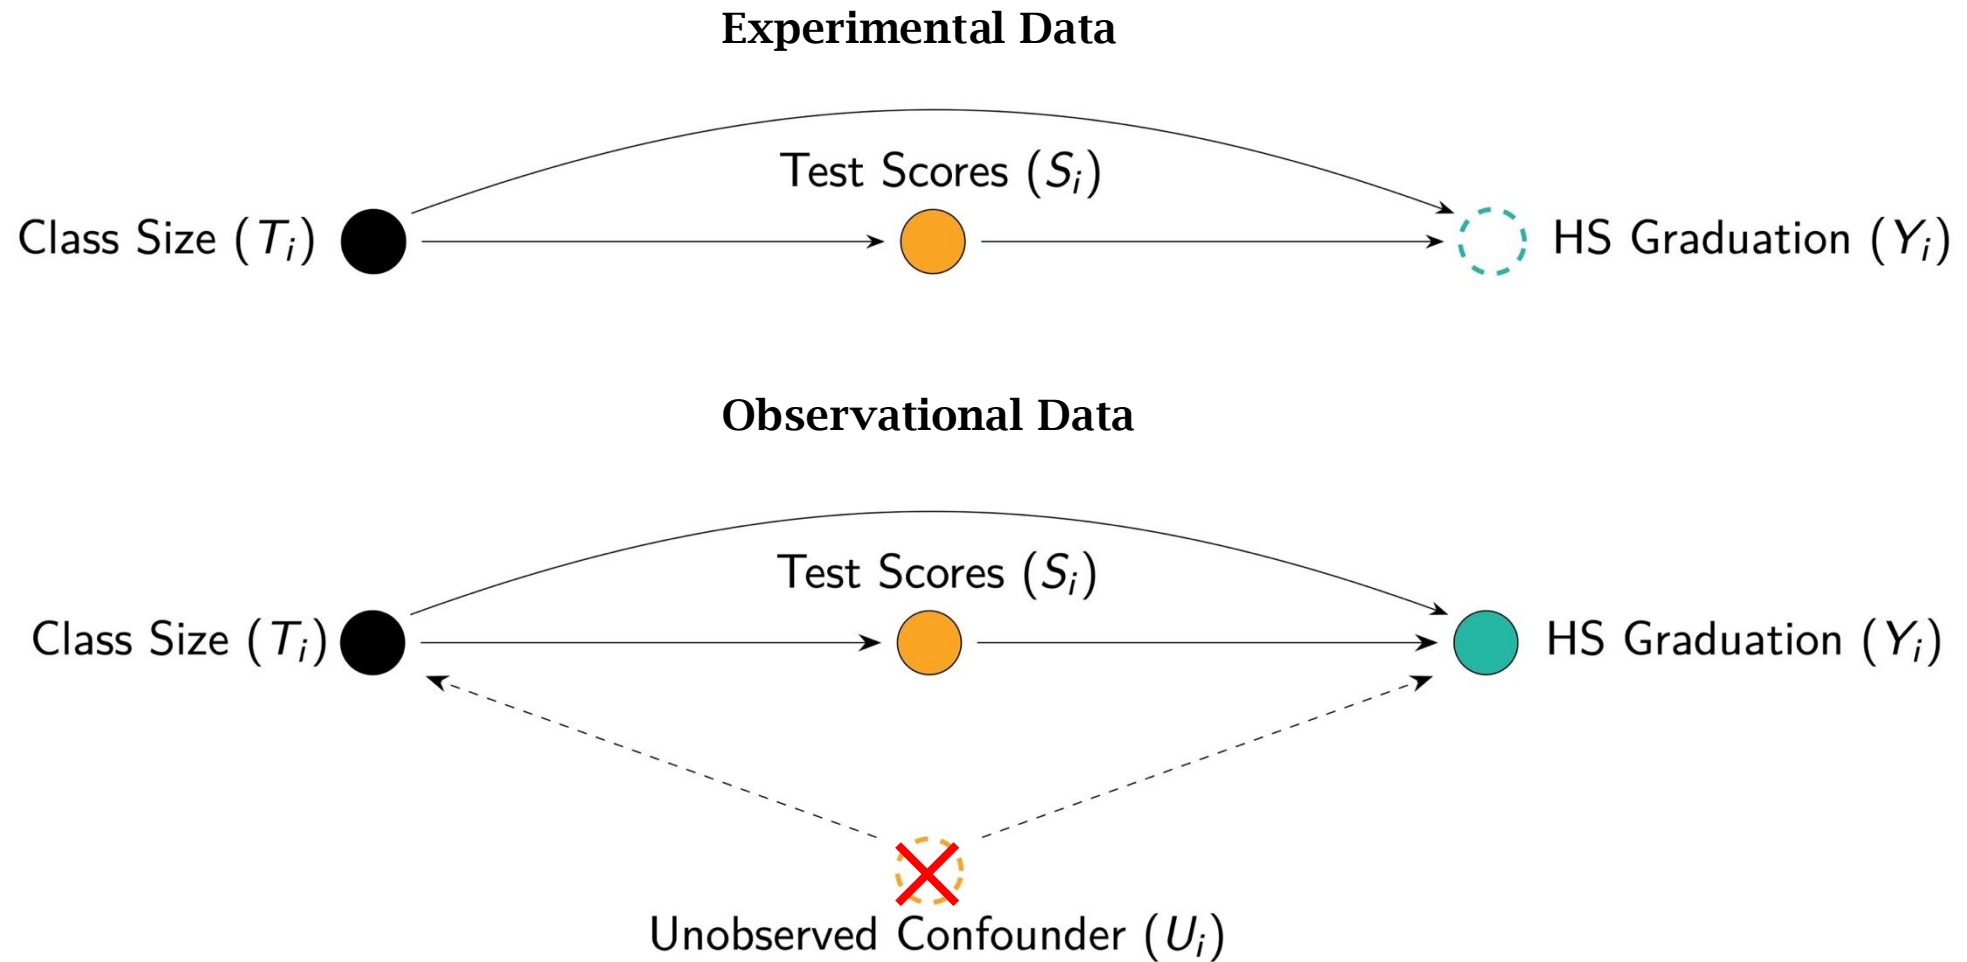 Experimental Data
Test Scores (Sᵢ)
Class Size (Tᵢ)
HS Graduation (Yᵢ)
Observational Data
Test Scores (Sᵢ)
Class Size (Tᵢ)
HS Graduation (Yᵢ)
Unobserved Confounder (Uᵢ)